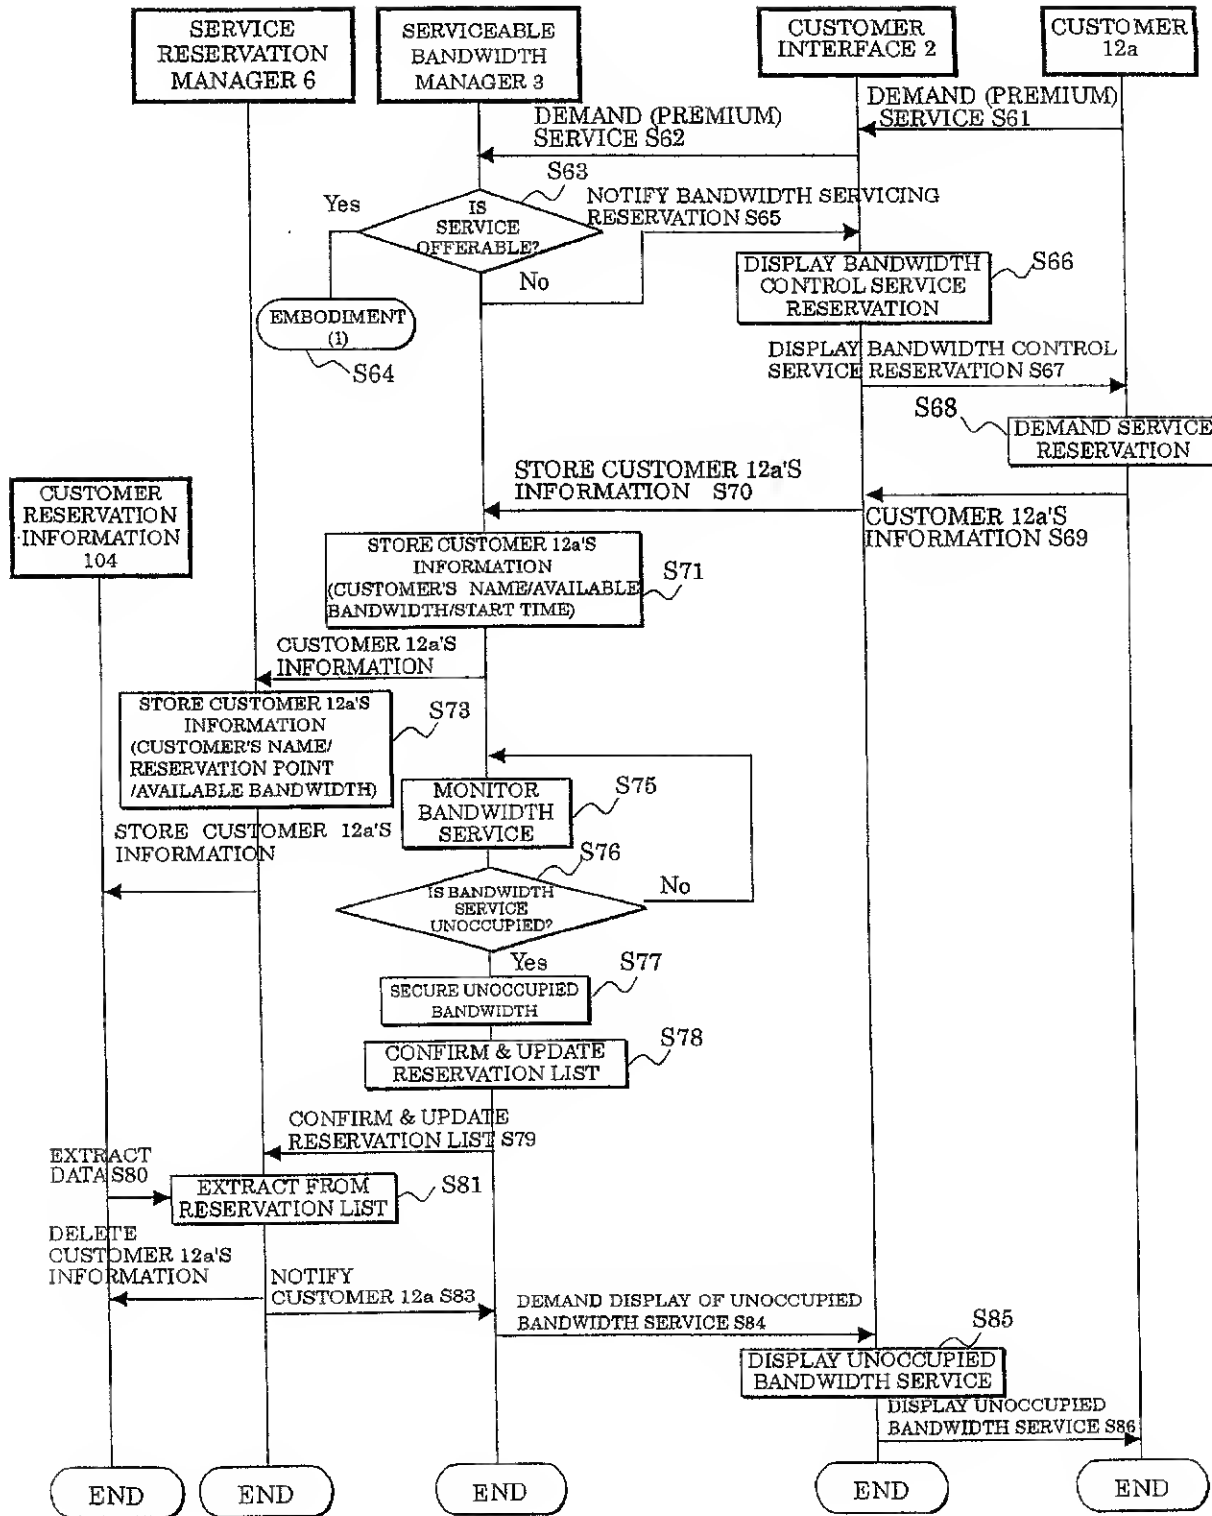 SERVICE
RESERVATION
MANAGER 6
SERVICEABLE
BANDWIDTH
MANAGER 3
CUSTOMER
INTERFACE 2
CUSTOMER
12a
DEMAND (PREMIUM)
SERVICE S61
DEMAND (PREMIUM)
SERVICE S62
S63
Yes
IS
SERVICE
OFFERABLE?
No
NOTIFY BANDWIDTH SERVICING
RESERVATION S65
EMBODIMENT
(1)
S64
DISPLAY BANDWIDTH
CONTROL SERVICE
RESERVATION
S66
DISPLAY BANDWIDTH CONTROL
SERVICE RESERVATION S67
S68
DEMAND SERVICE
RESERVATION
CUSTOMER
RESERVATION
INFORMATION
104
STORE CUSTOMER 12a'S
INFORMATION S70
CUSTOMER 12a'S
INFORMATION S69
STORE CUSTOMER 12a'S
INFORMATION
(CUSTOMER'S NAME/AVAILABLE
BANDWIDTH/START TIME)
S71
CUSTOMER 12a'S
INFORMATION
STORE CUSTOMER 12a'S
INFORMATION
(CUSTOMER'S NAME/
RESERVATION POINT
/AVAILABLE BANDWIDTH)
S73
STORE CUSTOMER 12a'S
INFORMATION
MONITOR
BANDWIDTH
SERVICE
S75
S76
IS BANDWIDTH
SERVICE
UNOCCUPIED?
No
Yes
SECURE UNOCCUPIED
BANDWIDTH
S77
CONFIRM & UPDATE
RESERVATION LIST
S78
CONFIRM & UPDATE
RESERVATION LIST S79
EXTRACT
DATA S80
EXTRACT FROM
RESERVATION LIST
S81
DELETE
CUSTOMER 12a'S
INFORMATION
NOTIFY
CUSTOMER 12a S83
DEMAND DISPLAY OF UNOCCUPIED
BANDWIDTH SERVICE S84
S85
DISPLAY UNOCCUPIED
BANDWIDTH SERVICE
DISPLAY UNOCCUPIED
BANDWIDTH SERVICE S86
END
END
END
END
END